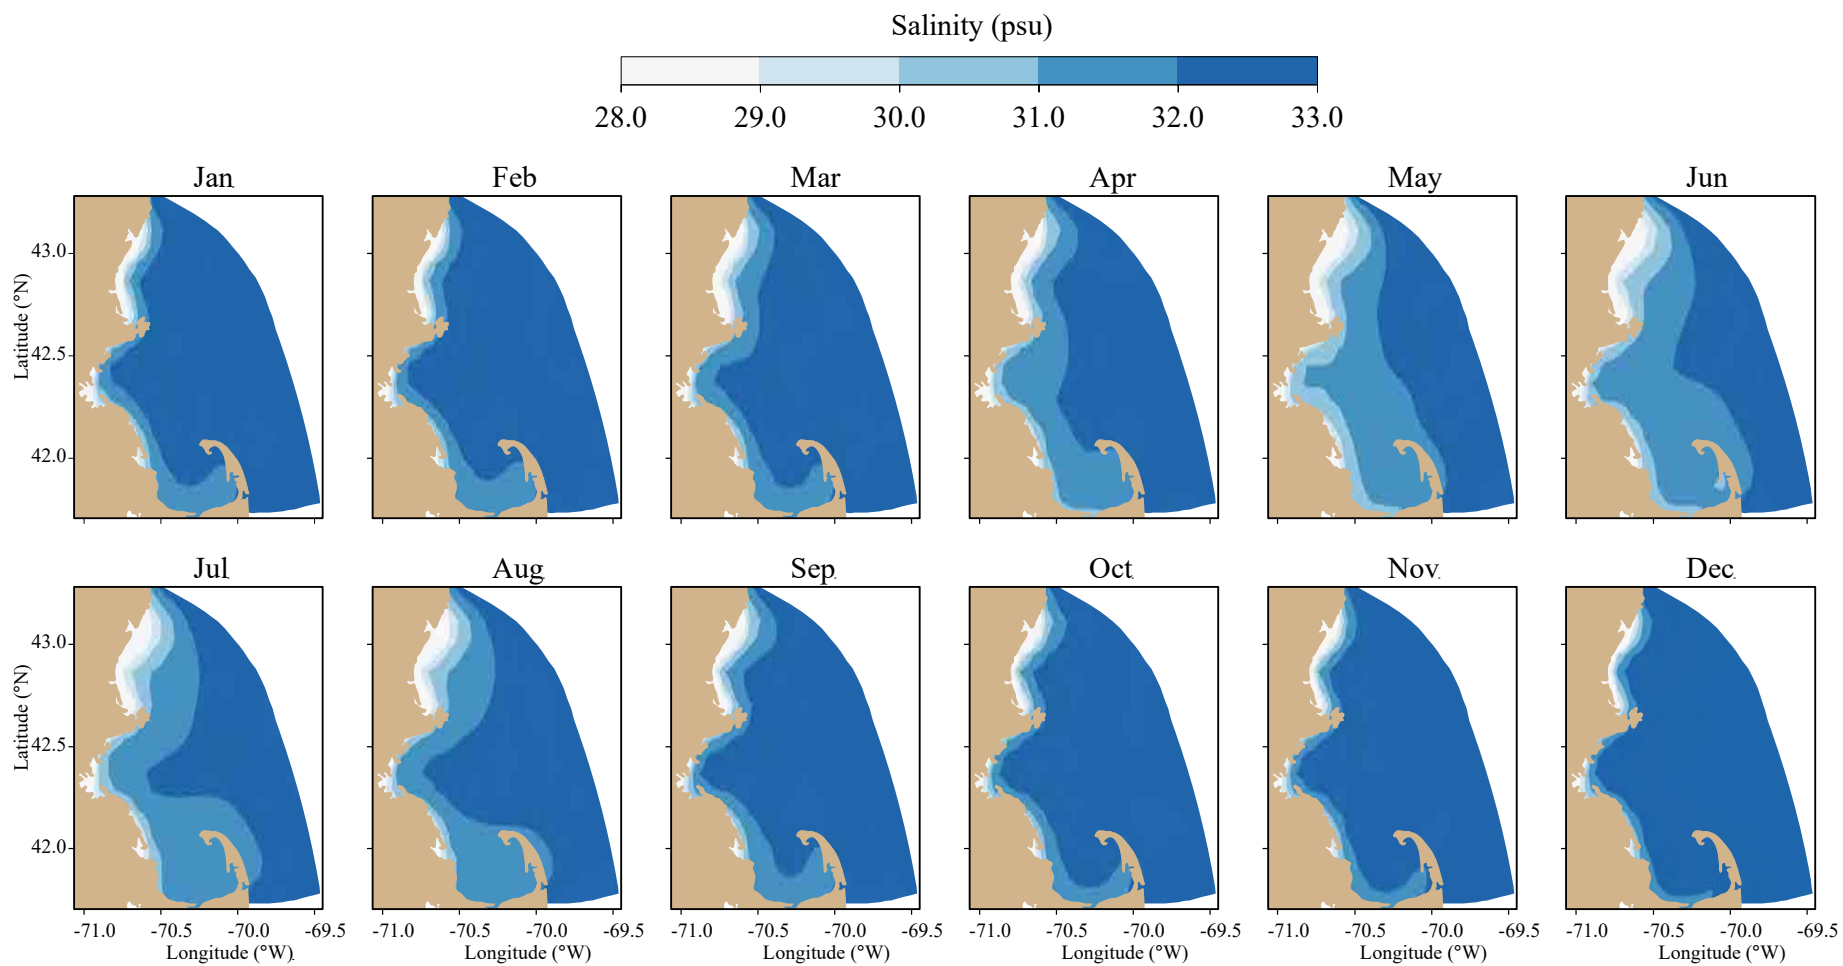 Salinity (psu)
28.0 29.0 30.0 31.0 32.0 33.0
Jan Feb Mar Apr May Jun
Latitude (°N)
43.0
42.5
42.0
Jul Aug Sep Oct Nov Dec
Latitude (°N)
43.0
42.5
42.0
-71.0 -70.5 -70.0 -69.5 -71.0 -70.5 -70.0 -69.5 -71.0 -70.5 -70.0 -69.5 -71.0 -70.5 -70.0 -69.5 -71.0 -70.5 -70.0 -69.5 -71.0 -70.5 -70.0 -69.5
Longitude (°W) Longitude (°W) Longitude (°W) Longitude (°W) Longitude (°W) Longitude (°W)